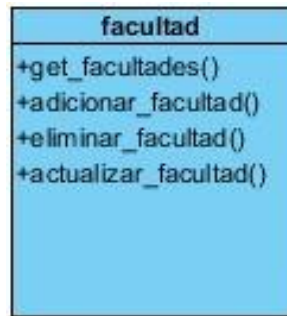 facultad
+get_facultades()
+adicionar_facultad()
+eliminar_facultad()
+actualizar_facultad()